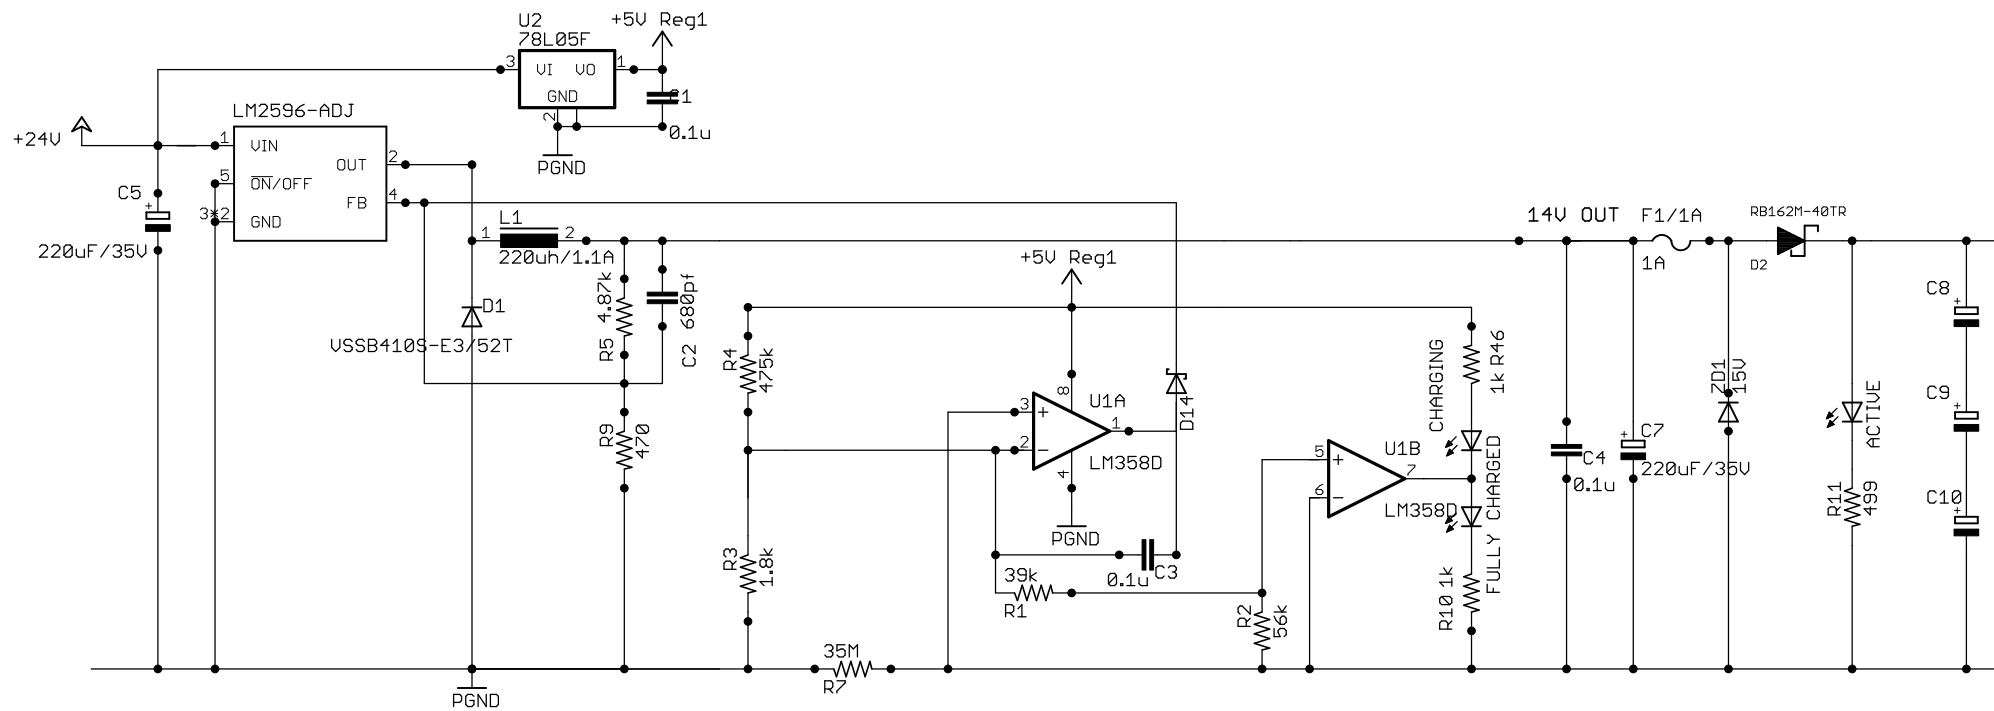 U2
78L05F
+5V Reg1
3
VI
VO
1
GND
2
C1
0.1u
PGND
LM2596-ADJ
+24V
1
VIN
OUT
2
5
ON/OFF
FB
4
3*2
GND
C5
+
220uF/35V
L1
1
2
220uh/1.1A
D1
VSSB410S-E3/52T
R5
4.87k
C2
680pf
R9
470
R4
475k
R3
1.8k
+5V Reg1
3
+
2
-
8
4
1
U1A
LM358D
PGND
D14
0.1u
C3
39k
R1
R2
56k
35M
R7
PGND
5
+
6
-
7
U1B
LM358D
CHARGING
1k
R46
FULLY CHARGED
R10
1k
14V OUT
F1/1A
1A
RB162M-40TR
D2
C4
0.1u
+
C7
220uF/35V
ZD1
15V
ACTIVE
R11
499
C8
+
C9
+
C10
+